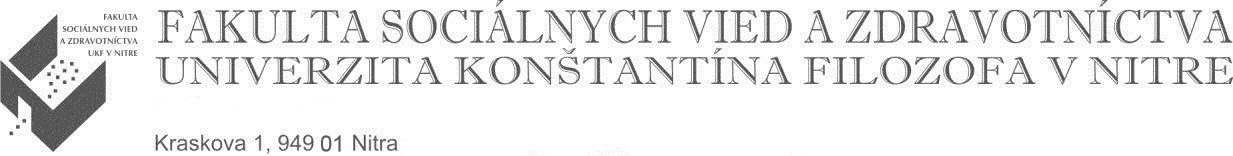 FAKULTA
SOCIÁLNYCH VIED
A ZDRAVOTNÍCTVA
UKF V NITRE
FAKULTA SOCIÁLNYCH VIED A ZDRAVOTNÍCTVA
UNIVERZITA KONŠTANTÍNA FILOZOFA V NITRE
Kraskova 1, 949 01 Nitra